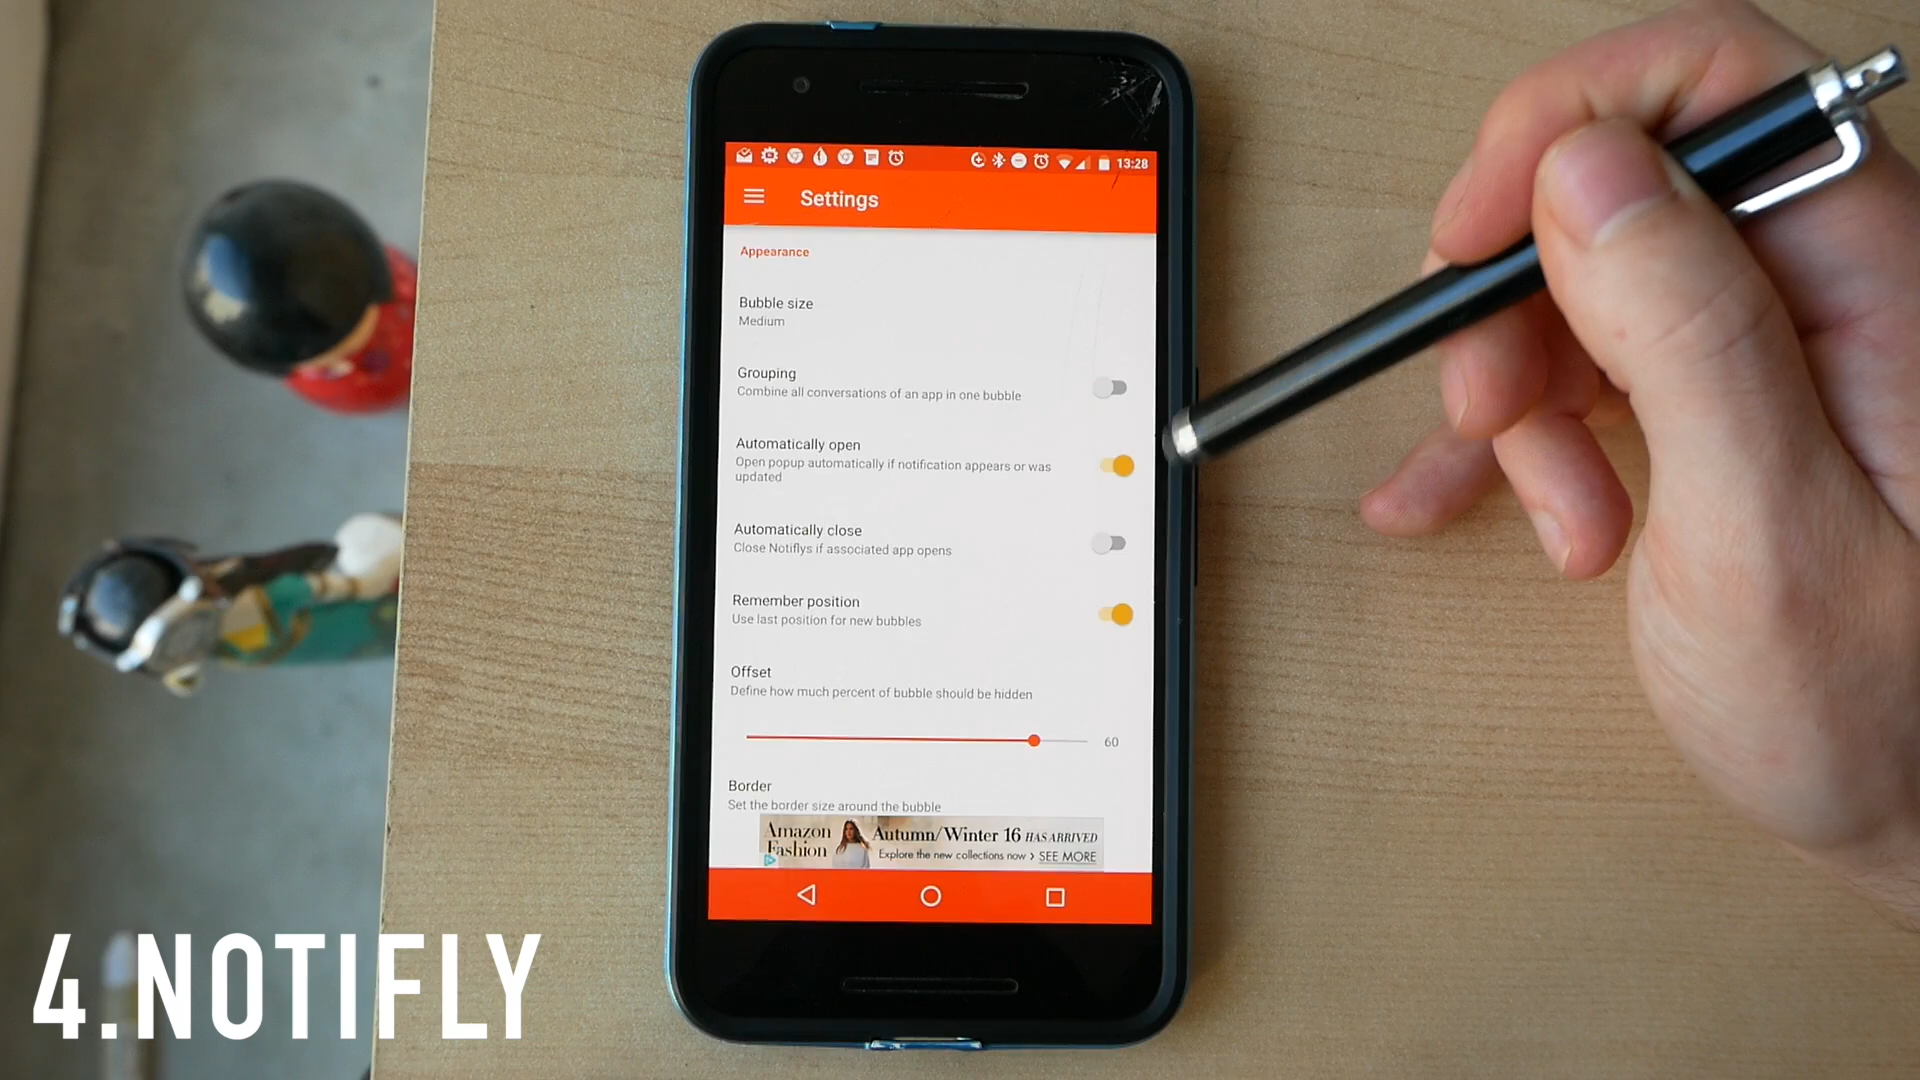 13:28
Settings
Appearance
Bubble size
Medium
Grouping
Combine all conversations of an app in one bubble
Automatically open
Open popup automatically if notification appears or was
updated
Automatically close
Close Notiflys if associated app opens
Remember position
Use last position for new bubbles
Offset
Define how much percent of bubble should be hidden
60
Border
Set the border size around the bubble
Amazon
Fashion
Autumn/Winter 16 HAS ARRIVED
Explore the new collections now > SEE MORE
4.NOTIFLY